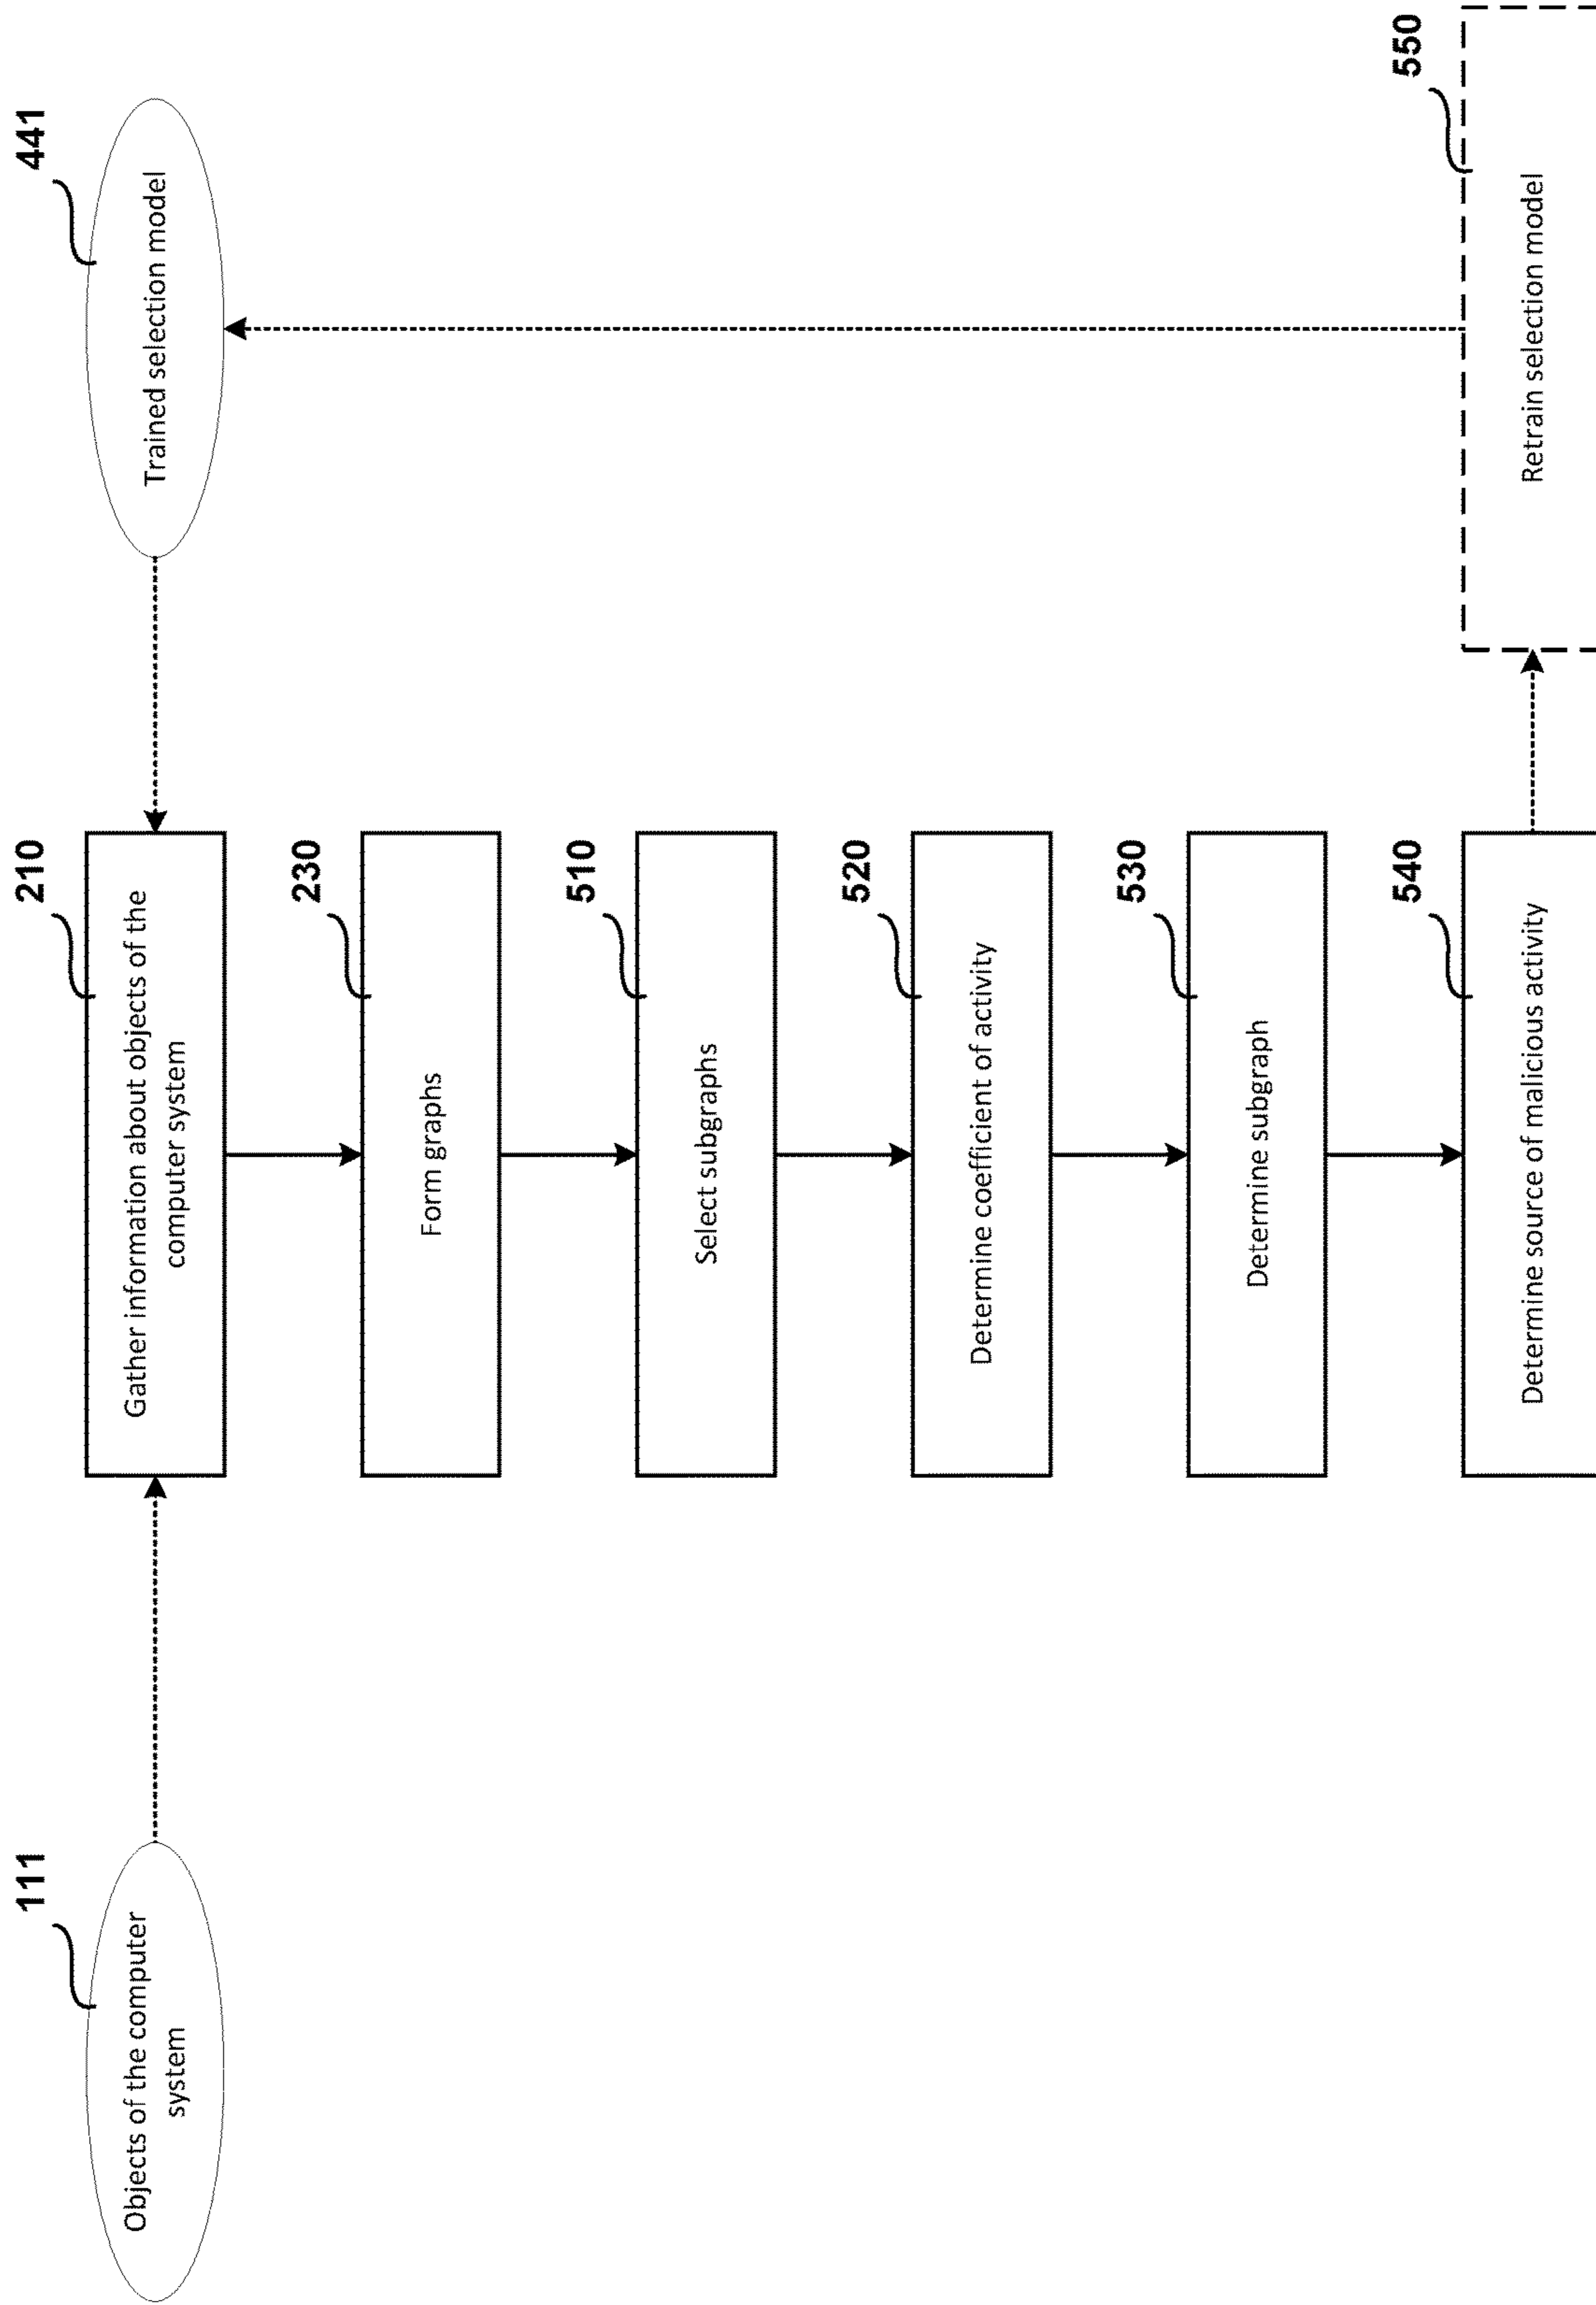 111
Objects of the computer
system
210
Gather information about objects of the
computer system
441
Trained selection model
230
Form graphs
510
Select subgraphs
520
Determine coefficient of activity
530
Determine subgraph
540
Determine source of malicious activity
550
Retrain selection model